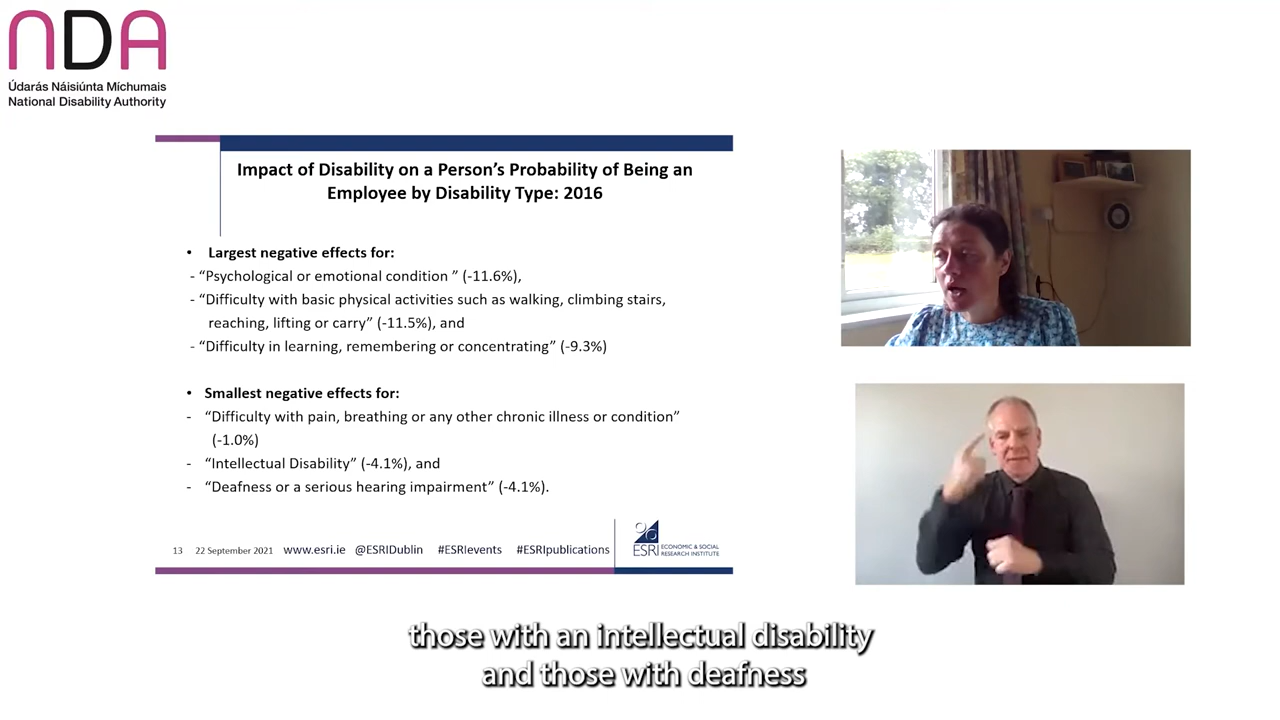 NDA
Údarás Náisiúnta Míchumais
National Disability Authority
Impact of Disability on a Person’s Probability of Being an
Employee by Disability Type: 2016
• Largest negative effects for:
- “Psychological or emotional condition ” (-11.6%),
- “Difficulty with basic physical activities such as walking, climbing stairs,
reaching, lifting or carry” (-11.5%), and
- “Difficulty in learning, remembering or concentrating” (-9.3%)
• Smallest negative effects for:
- “Difficulty with pain, breathing or any other chronic illness or condition”
(-1.0%)
- “Intellectual Disability” (-4.1%), and
- “Deafness or a serious hearing impairment” (-4.1%).
13 22 September 2021 www.esri.ie @ESRIDublin #ESRIevents #ESRIpublications
ESRI ECONOMIC & SOCIAL
RESEARCH INSTITUTE
those with an intellectual disability
and those with deafness